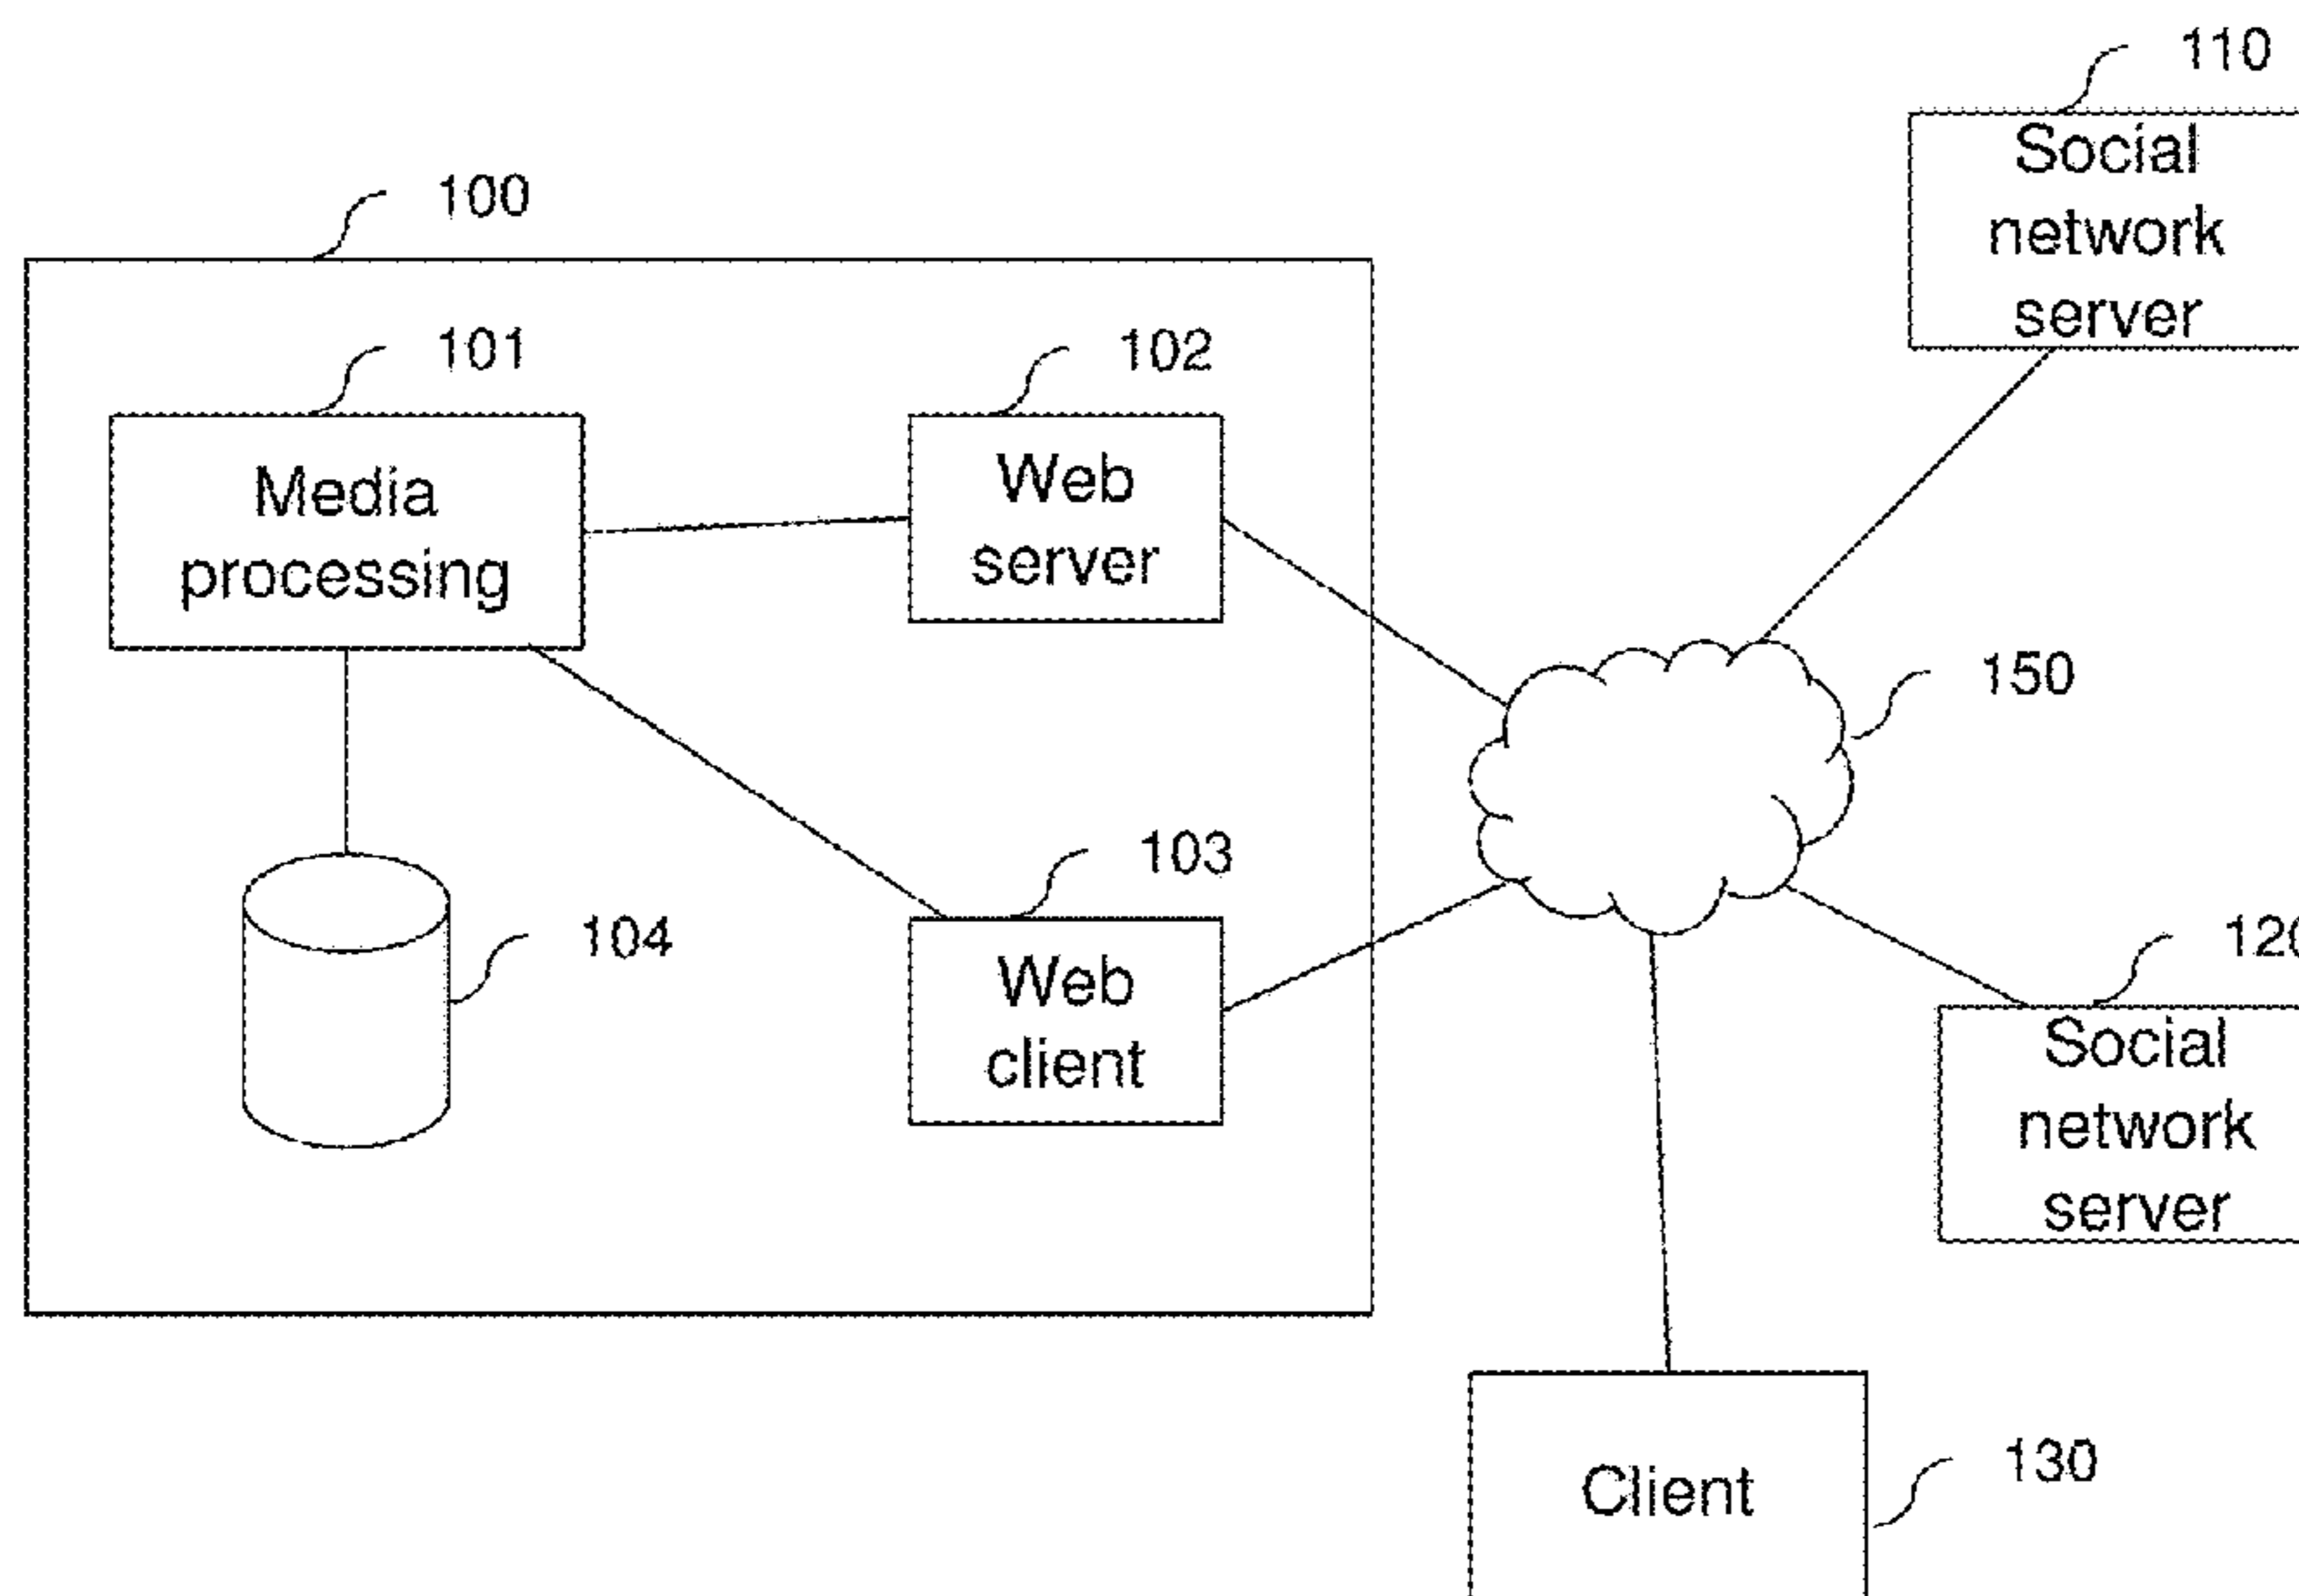 110
Social
network
server
100
101
Media
processing
102
Web
server
150
103
Web
client
104
120
Social
network
server
Client
130